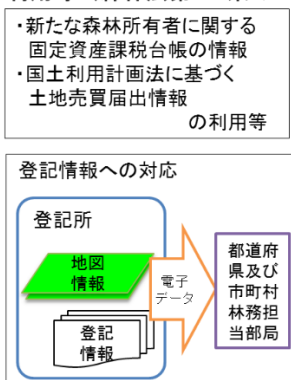 ・新たな森林所有者に関する
固定資産課税台帳の情報
・国土利用計画法に基づく
土地売買届出情報
の利用等
登記情報への対応
登記所
地図
情報
登記
情報
電子
データ
都道府
県及び
市町村
林務担
当部局